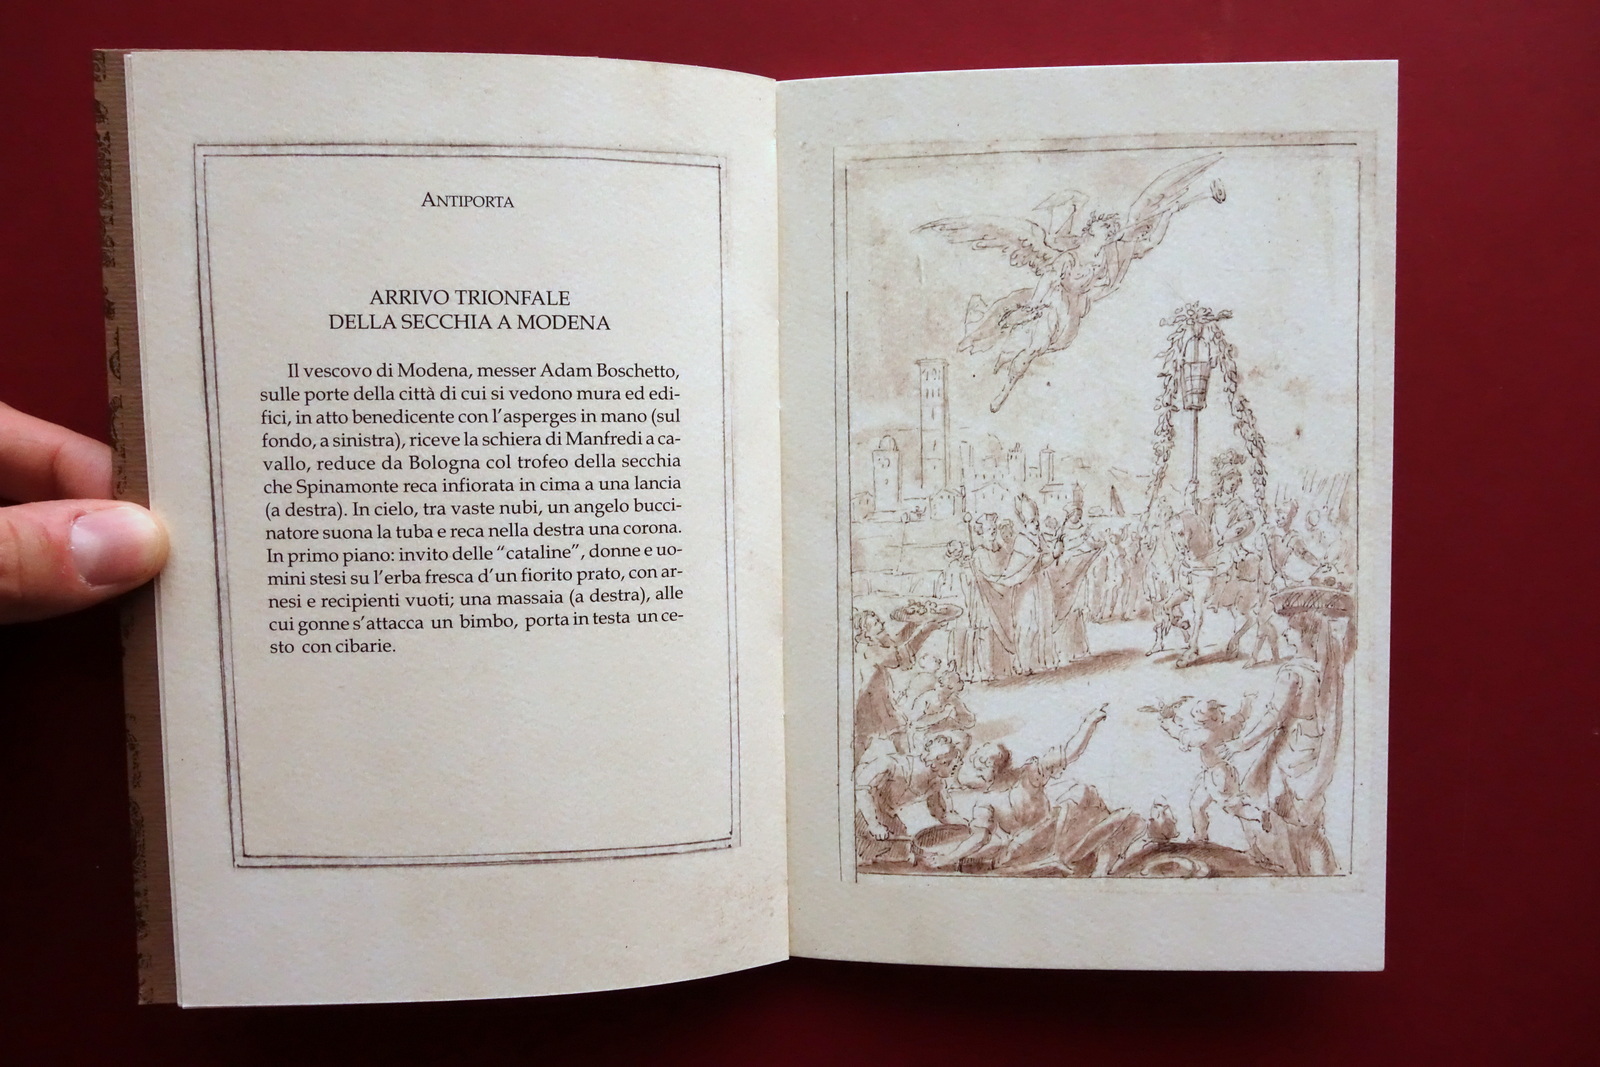 ANTIPORTA
ARRIVO TRIONFALE
DELLA SECCHIA A MODENA
Il vescovo di Modena, messer Adam Boschetto,
sulle porte della città di cui si vedono mura ed edi-
fici, in atto benedicente con l'asperges in mano (sul
fondo, a sinistra), riceve la schiera di Manfredi a ca-
vallo, reduce da Bologna col trofeo della secchia
che Spinamonte reca infiorata in cima a una lancia
(a destra). In cielo, tra vaste nubi, un angelo bucci-
natore suona la tuba e reca nella destra una corona.
In primo piano: invito delle "cataline", donne e uo-
mini stesi su l'erba fresca d'un fiorito prato, con ar-
nesi e recipienti vuoti; una massaia (a destra), alle
cui gonne s'attacca un bimbo, porta in testa un ce-
sto con cibarie.